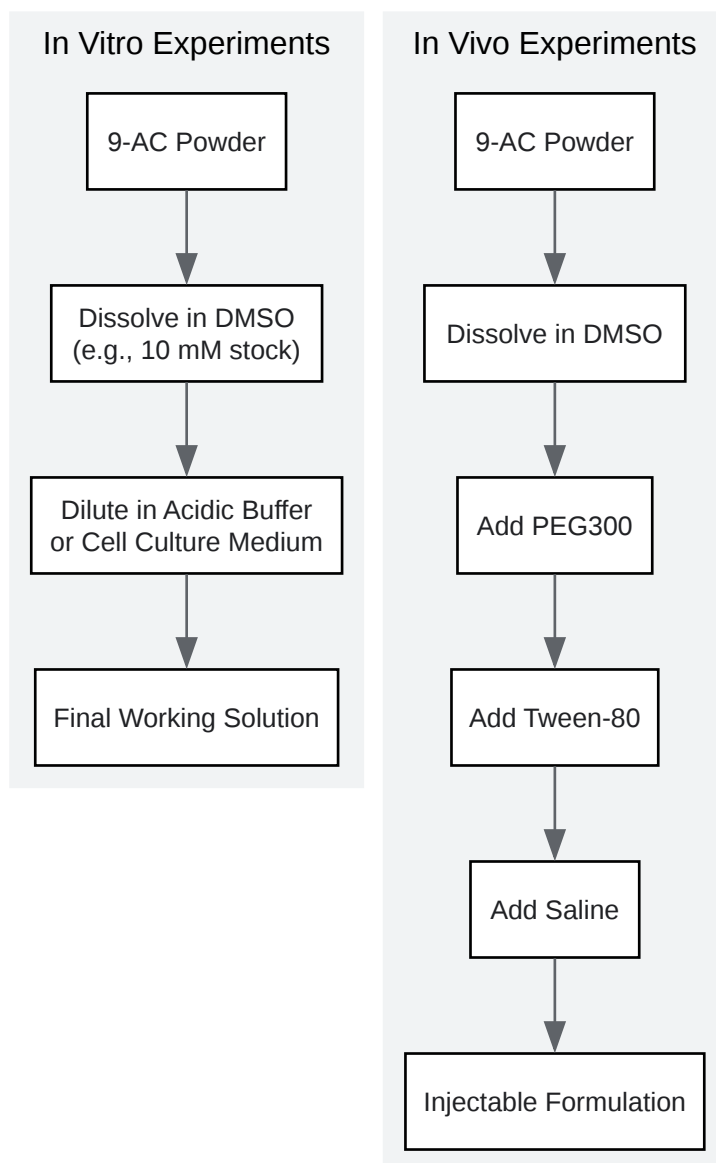 In Vitro Experiments
9-AC Powder
Dissolve in DMSO
(e.g., 10 mM stock)
Dilute in Acidic Buffer
or Cell Culture Medium
Final Working Solution
In Vivo Experiments
9-AC Powder
Dissolve in DMSO
Add PEG300
Add Tween-80
Add Saline
Injectable Formulation